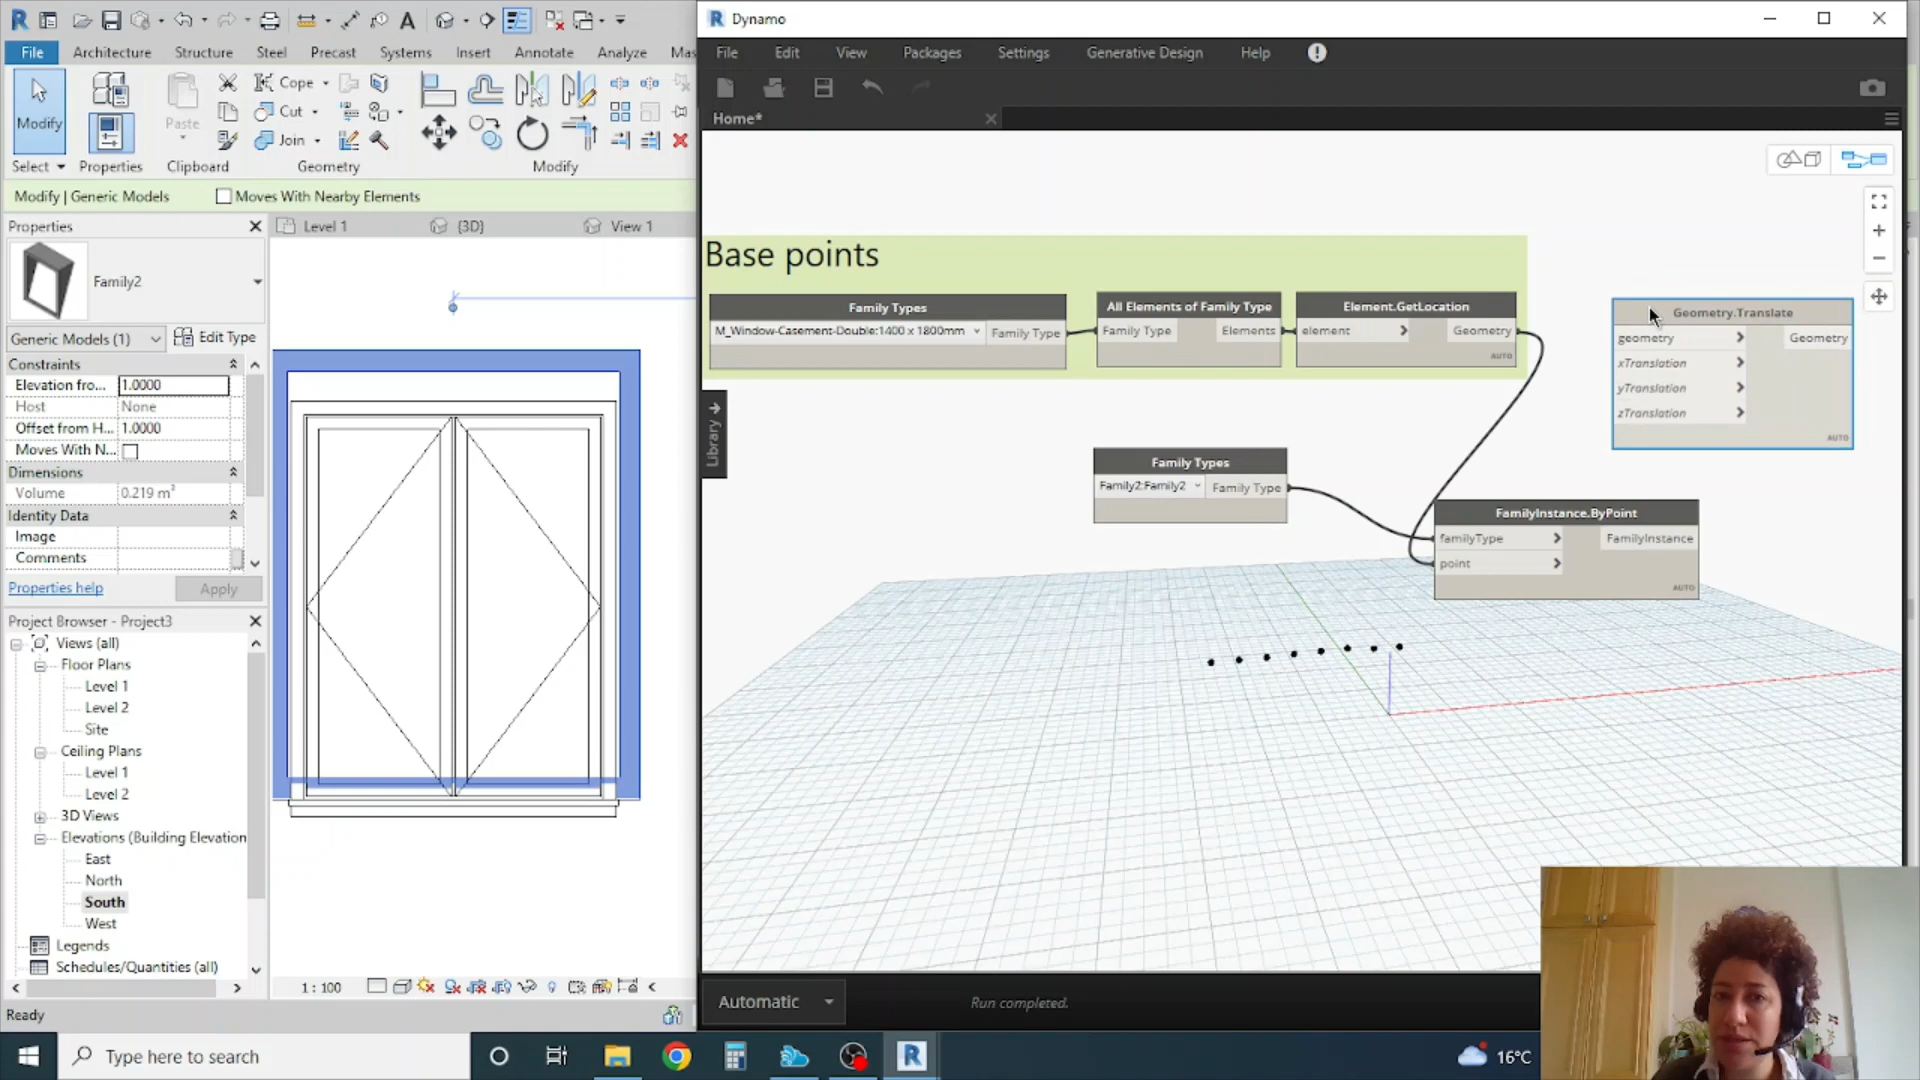 File
Architecture
Structure
Steel
Precast
Systems
Insert
Annotate
Analyze
Mas
Modify
Paste
Cope
Cut
Join
Select
Properties
Clipboard
Geometry
Modify
Modify | Generic Models
Moves With Nearby Elements
Properties
Level 1
{3D}
View 1
Family2
Generic Models (1)
Edit Type
Constraints
Elevation fro...
1.0000
Host
None
Offset from H...
1.0000
Moves With N...
Dimensions
Volume
0.219 m³
Identity Data
Image
Comments
Properties help
Apply
Project Browser - Project3
Views (all)
Floor Plans
Level 1
Level 2
Site
Ceiling Plans
Level 1
Level 2
3D Views
Elevations (Building Elevation
East
North
South
West
Legends
Schedules/Quantities (all)
1 : 100
Ready
Type here to search
16°C
Dynamo
File
Edit
View
Packages
Settings
Generative Design
Help
Home*
Base points
Family Types
M_Window-Casement-Double:1400 x 1800mm
Family Type
All Elements of Family Type
Family Type
Elements
Element.GetLocation
element
Geometry
AUTO
Geometry.Translate
geometry
Geometry
xTranslation
yTranslation
zTranslation
AUTO
Library
Family Types
Family2:Family2
Family Type
FamilyInstance.ByPoint
familyType
FamilyInstance
point
AUTO
Automatic
Run completed.